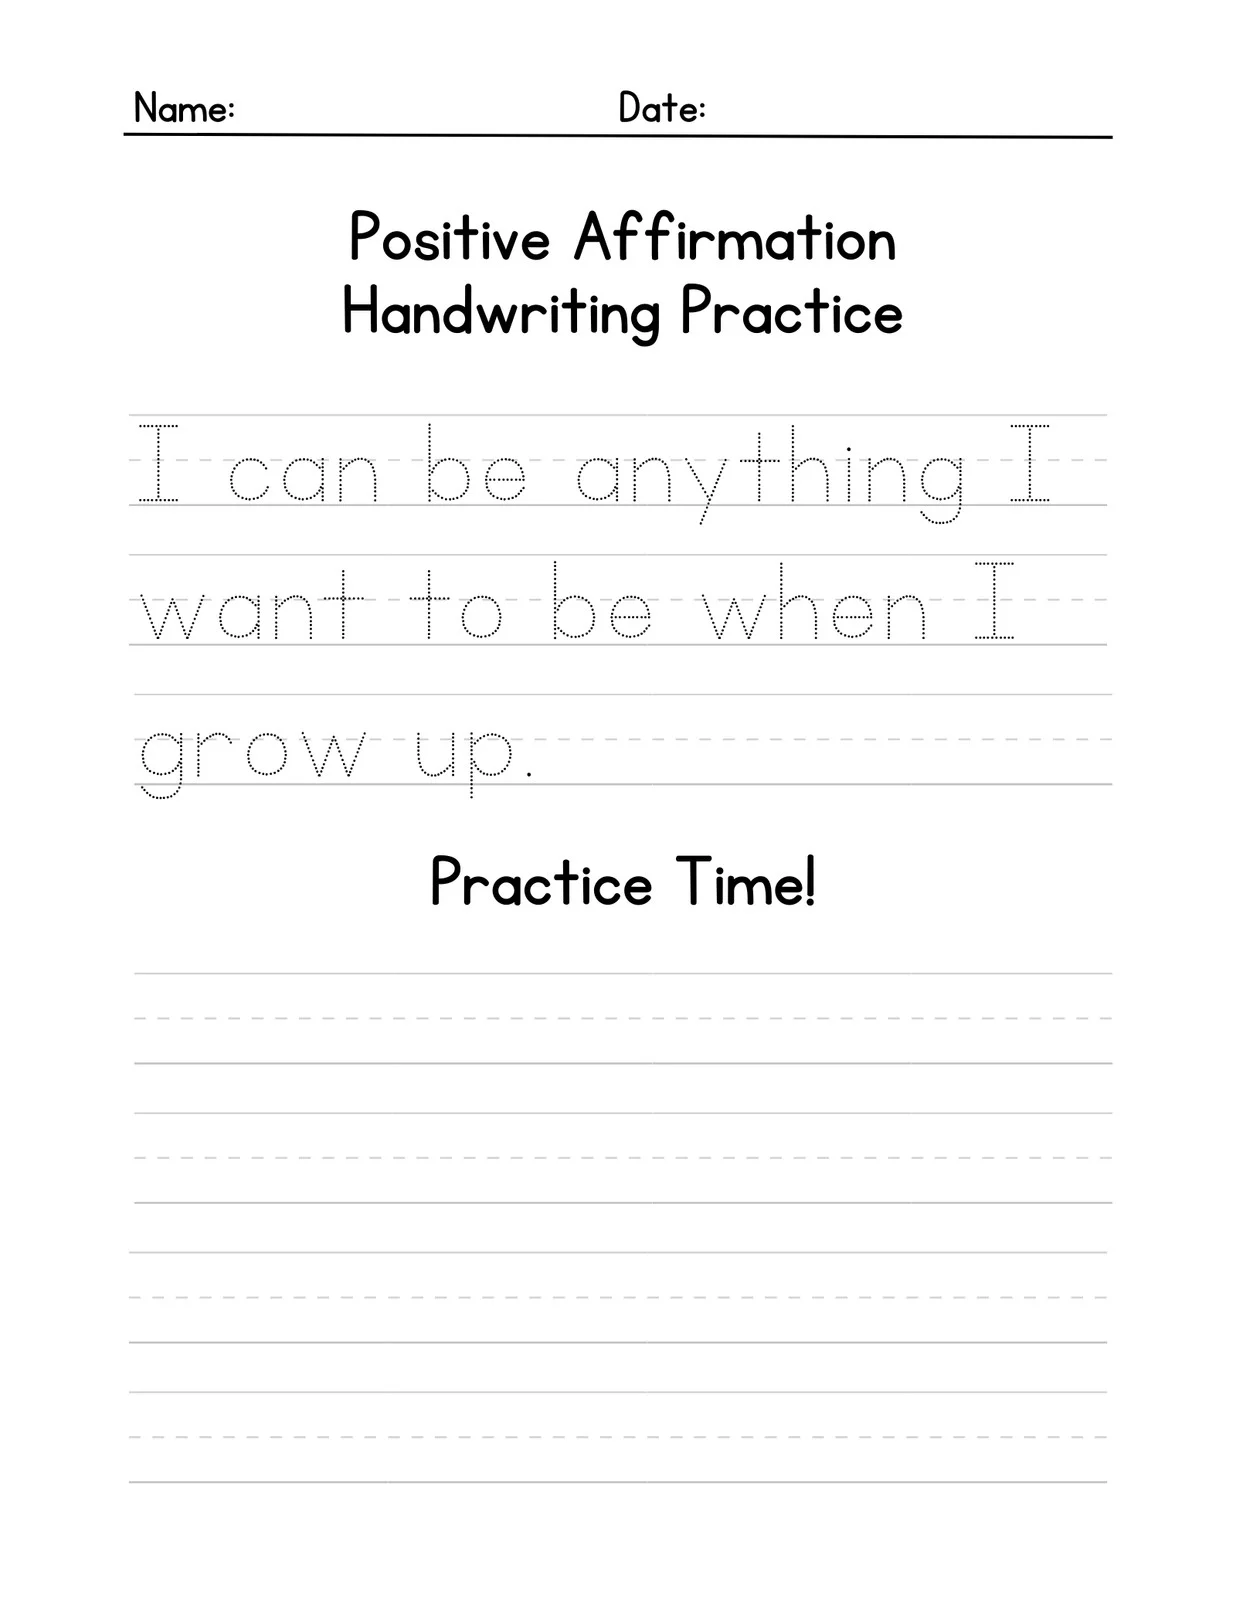 Name: Date:
Positive Affirmation
Handwriting Practice
I can be anything I
want to be when I
grow up.
Practice Time!